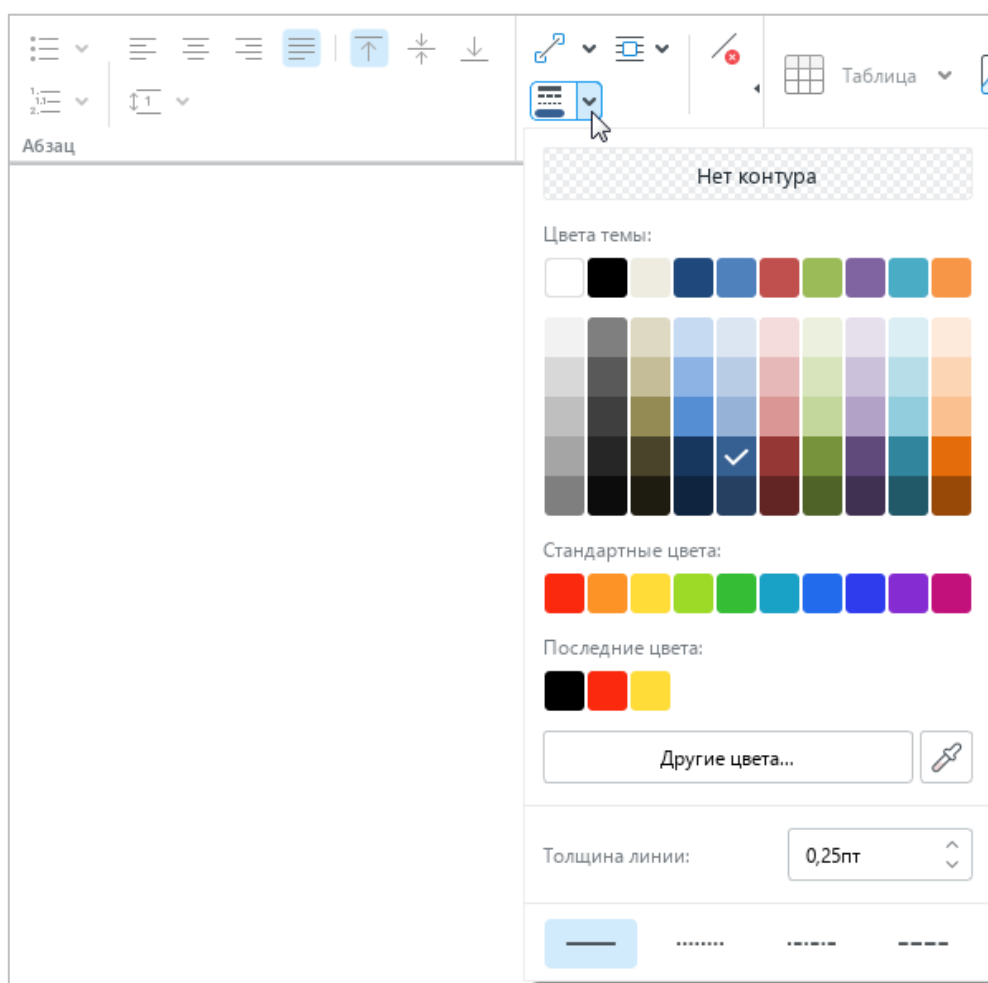 Таблица
Абзац
Нет контура
Цвета темы:
Стандартные цвета:
Последние цвета:
Другие цвета...
Толщина линии:
0,25пт